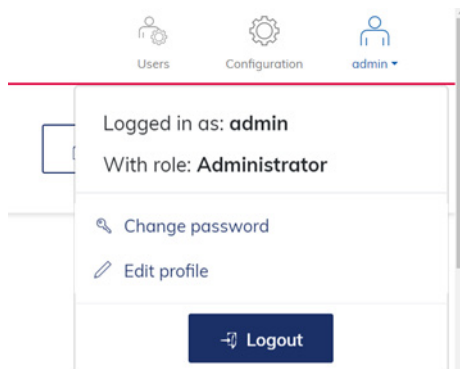 Users Configuration admin
Logged in as: admin
With role: Administrator
Change password
Edit profile
Logout